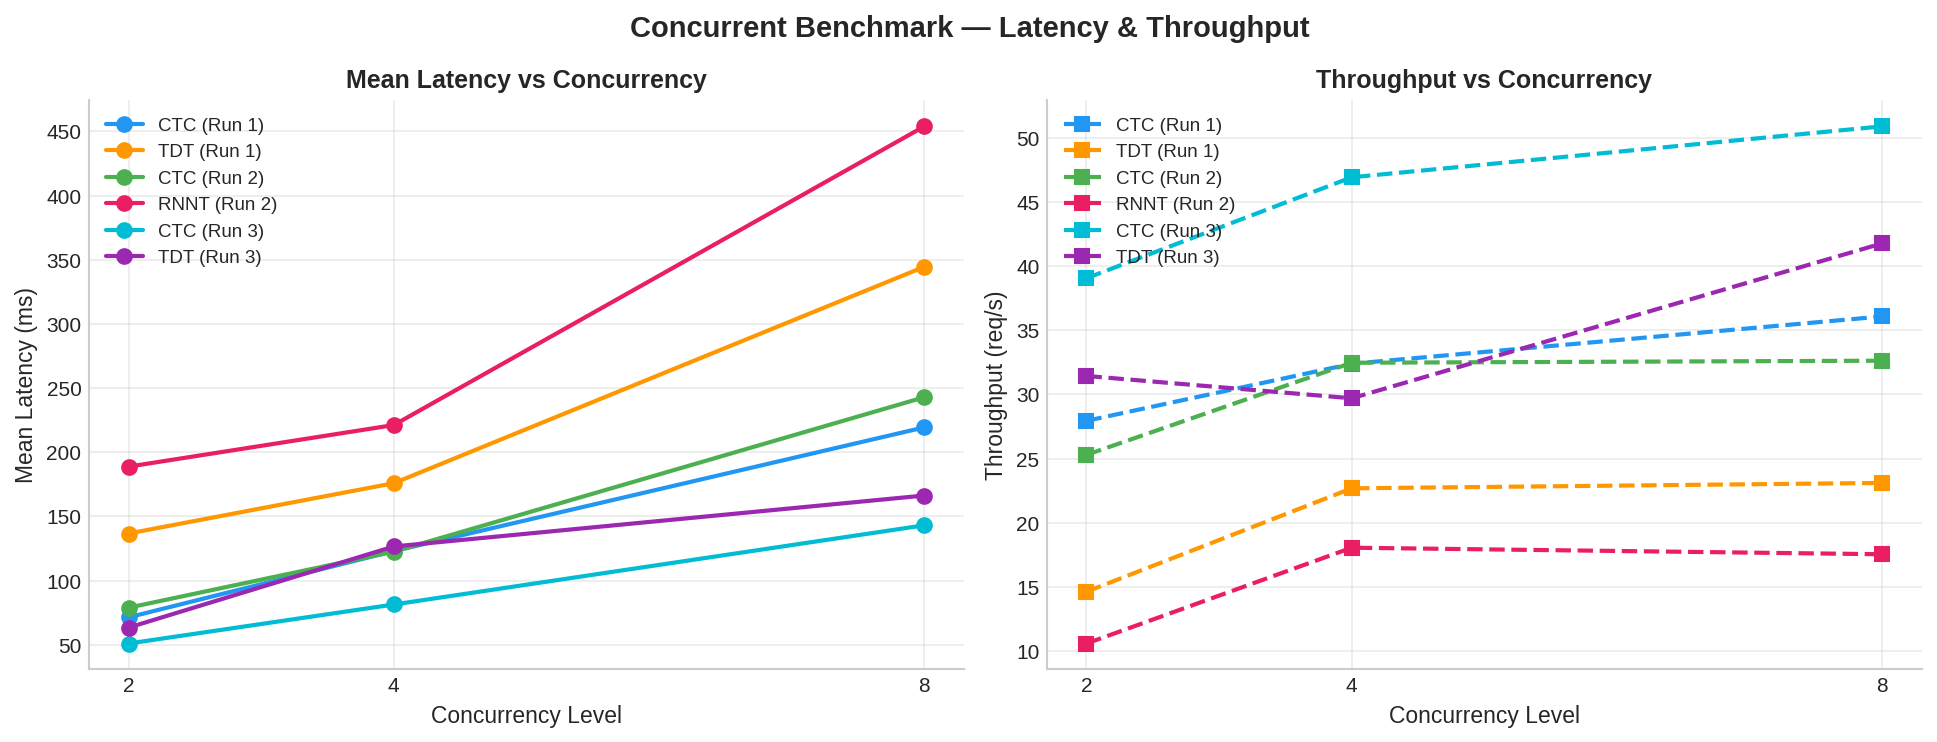 Concurrent Benchmark — Latency & Throughput
Mean Latency vs Concurrency
CTC (Run 1)
TDT (Run 1)
CTC (Run 2)
RNNT (Run 2)
CTC (Run 3)
TDT (Run 3)
450
400
350
300
250
200
150
100
50
Mean Latency (ms)
2 4 8
Concurrency Level
Throughput vs Concurrency
CTC (Run 1)
TDT (Run 1)
CTC (Run 2)
RNNT (Run 2)
CTC (Run 3)
TDT (Run 3)
50
45
40
35
30
25
20
15
10
Throughput (req/s)
2 4 8
Concurrency Level